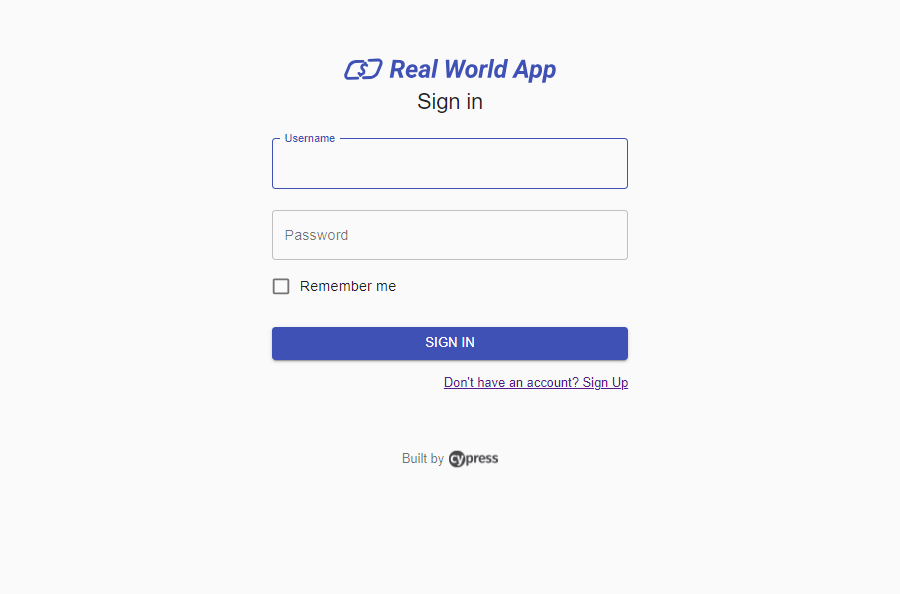 Real World App
Sign in
Username
Password
Remember me
SIGN IN
Don't have an account? Sign Up
Built by cypress